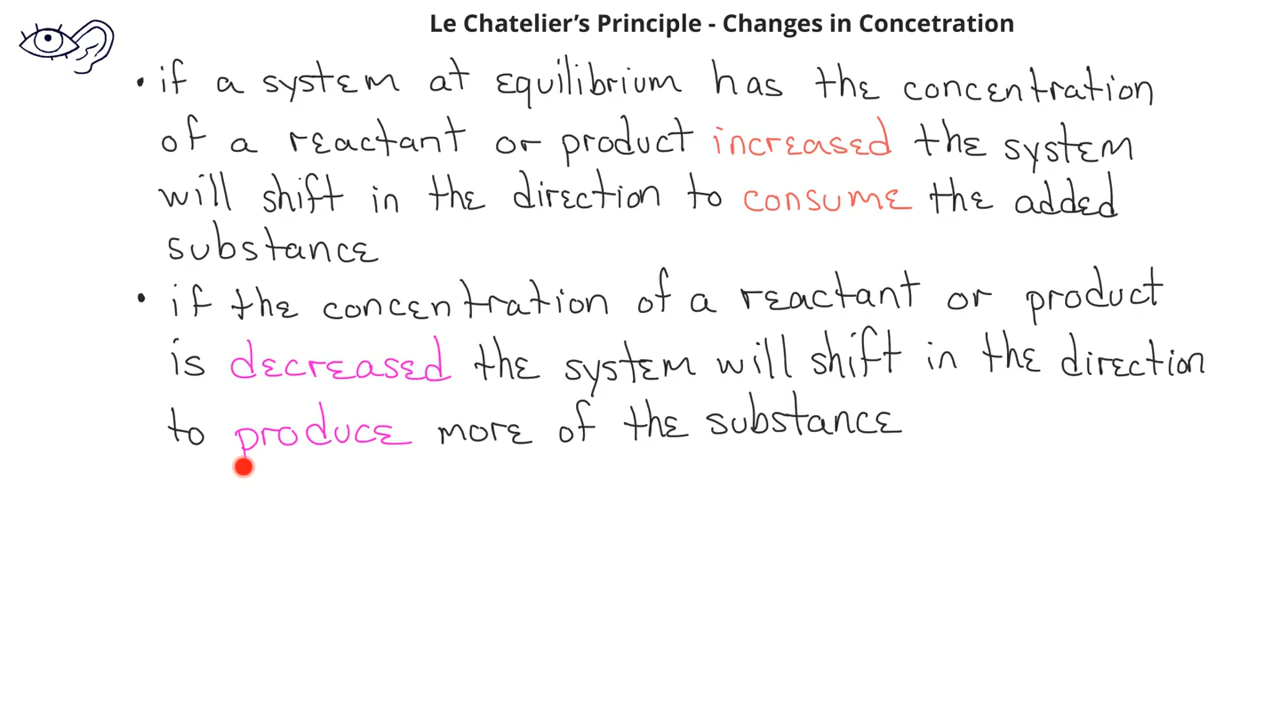 Le Chatelier's Principle - Changes in Concetration
• if a system at equilibrium has the concentration
of a reactant or product increased the system
will shift in the direction to consume the added
substance
• if the concentration of a reactant or product
is decreased the system will shift in the direction
to produce more of the substance